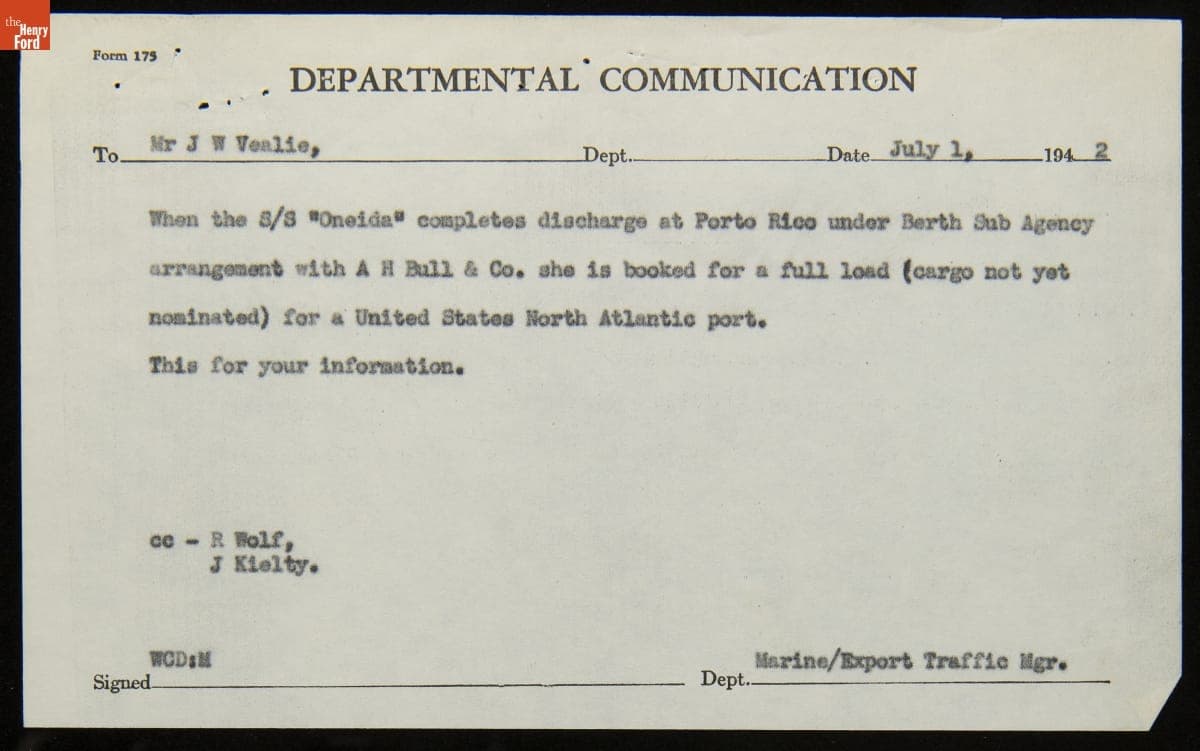 the
Henry
Ford
Form 175
DEPARTMENTAL COMMUNICATION
To Mr J W Vealie, Dept. Date July 1, 194 2
When the S/S "Oneida" completes discharge at Porto Rico under Berth Sub Agency
arrangement with A H Bull & Co. she is booked for a full load (cargo not yet
nominated) for a United States North Atlantic port.
This for your information.
cc - R Wolf,
J Kielty.
WCD:M Marine/Export Traffic Mgr.
Signed Dept.